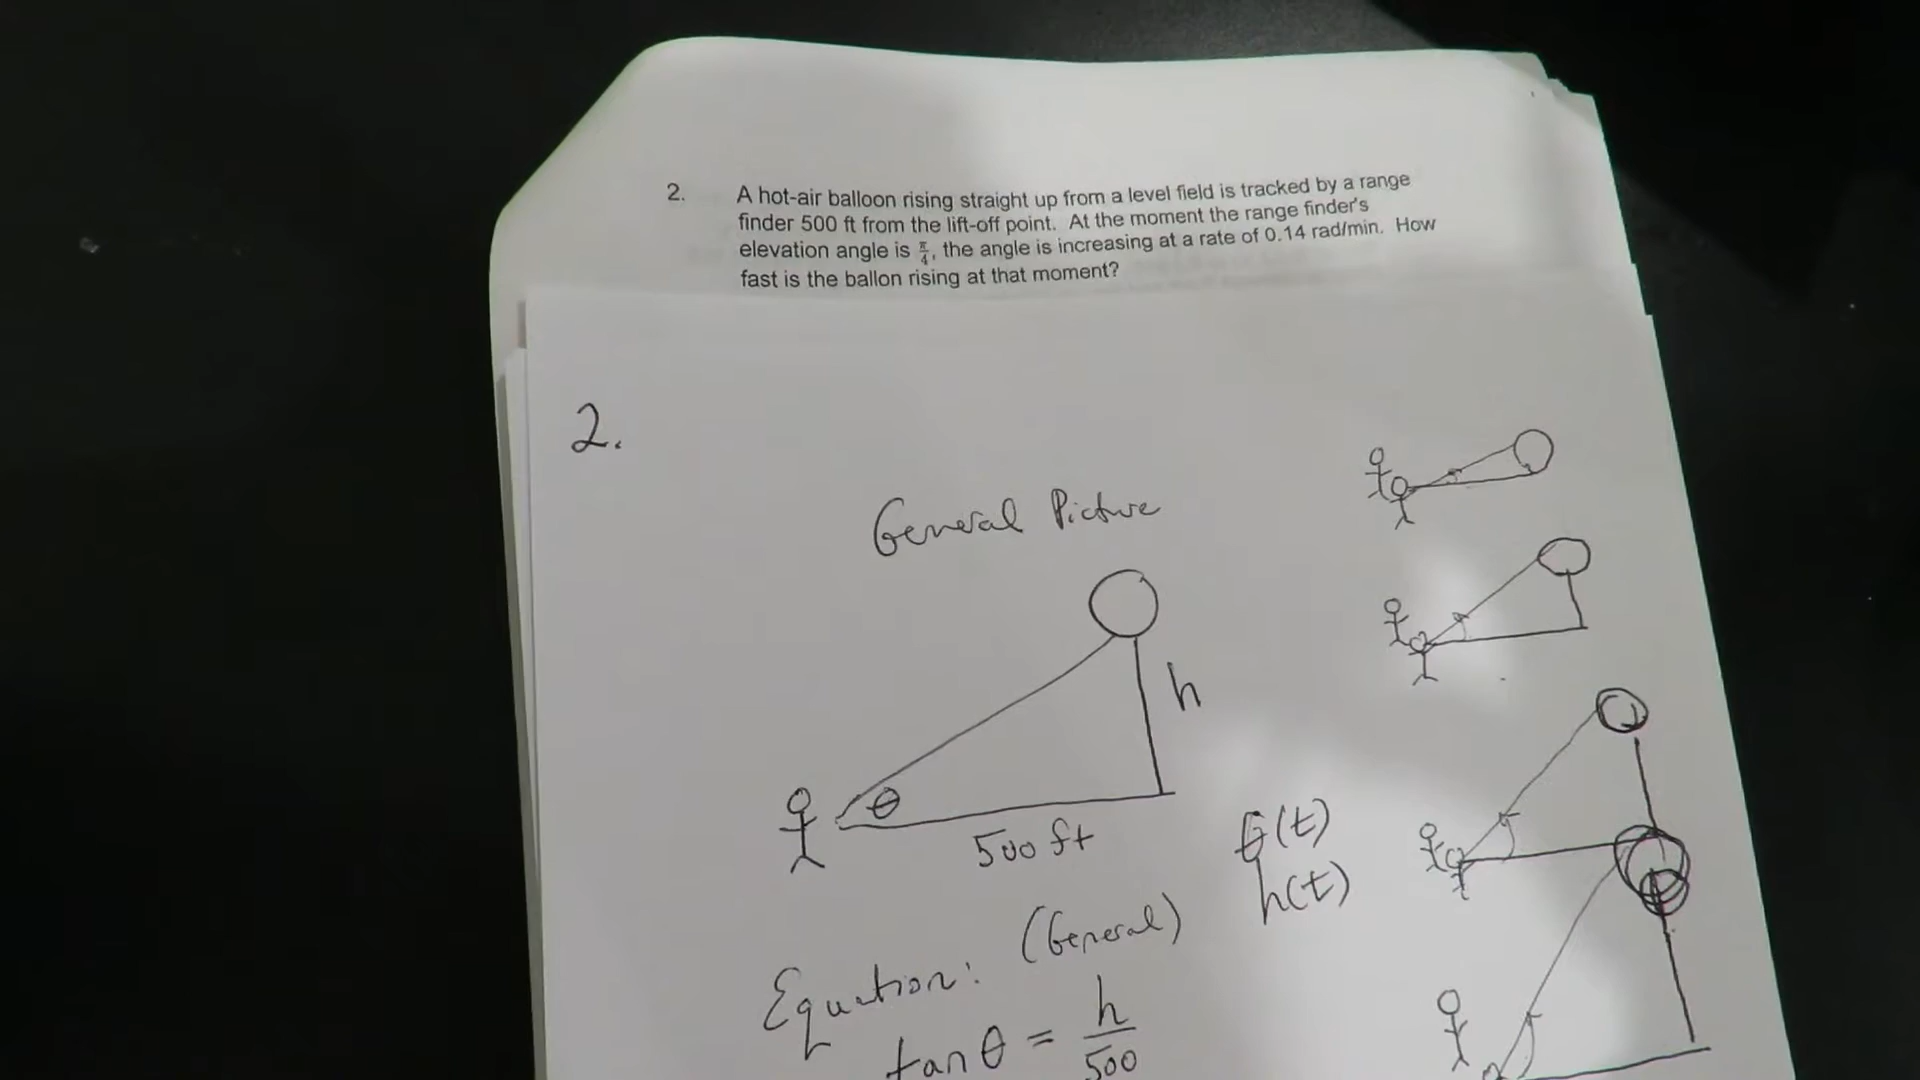 2. A hot-air balloon rising straight up from a level field is tracked by a range
finder 500 ft from the lift-off point. At the moment the range finder's
elevation angle is π/4, the angle is increasing at a rate of 0.14 rad/min. How
fast is the ballon rising at that moment?
2.
General Picture
h
θ
500 ft
θ(t)
h(t)
(General)
Equation:
tan θ = h/500